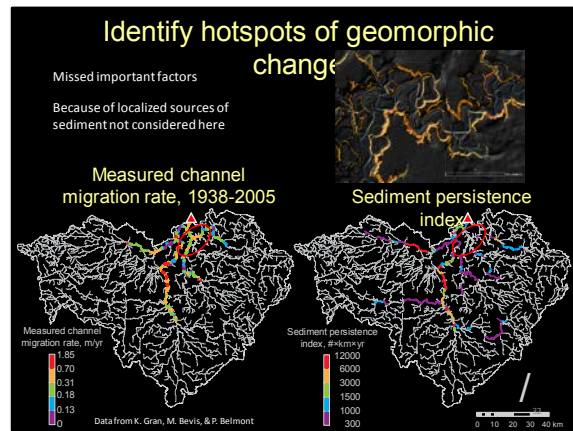 Identify hotspots of geomorphic
change
Missed important factors
Because of localized sources of
sediment not considered here
Measured channel
migration rate, 1938-2005
Sediment persistence
index
Measured channel
migration rate, m/yr
1.85
0.70
0.31
0.18
0.13
0
Data from K. Gran, M. Bevis, & P. Belmont
Sediment persistence
index, #×km×yr
12000
6000
3000
1500
1000
300
32
0 10 20 30 40 km